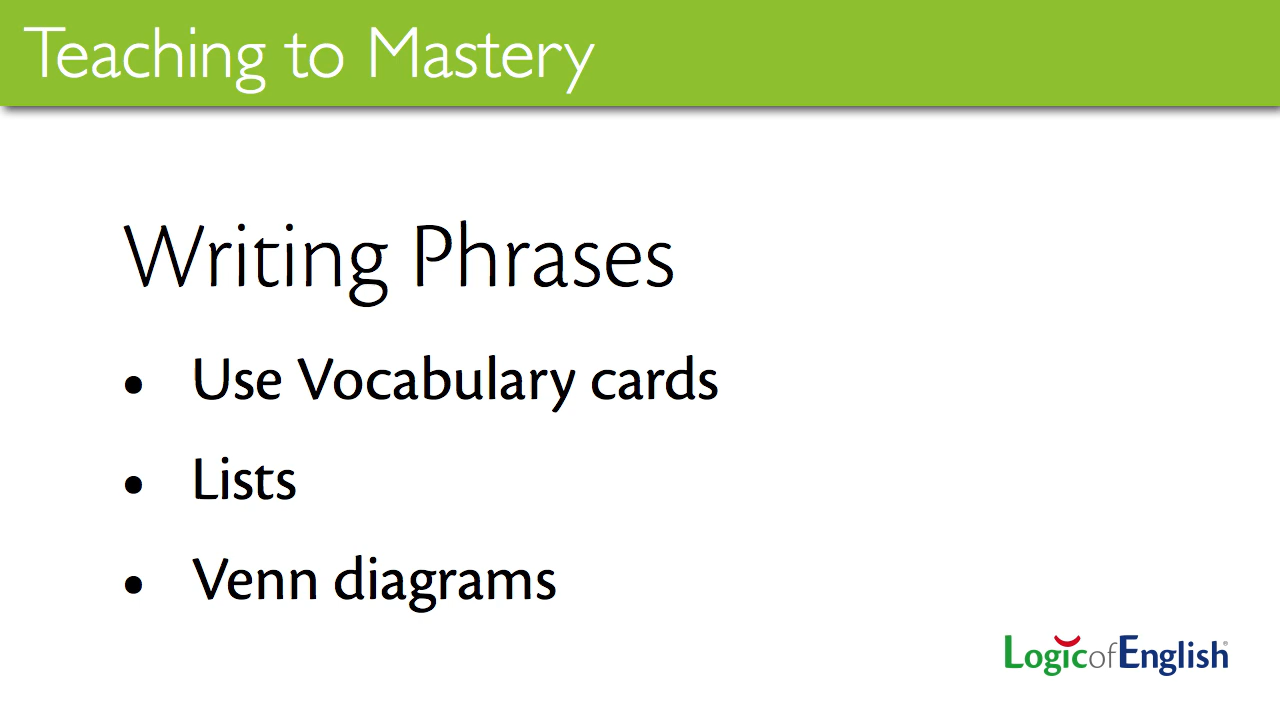 Teaching to Mastery
Writing Phrases
• Use Vocabulary cards
• Lists
• Venn diagrams
LogicofEnglish®